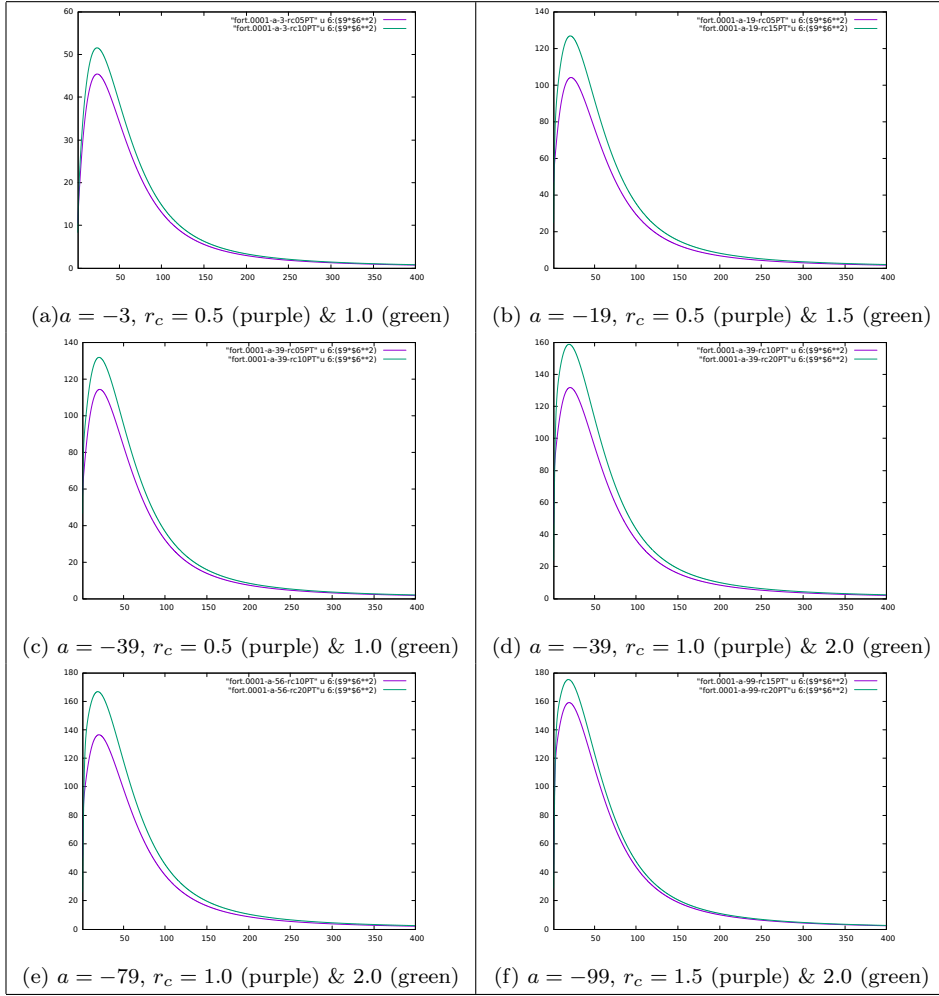 "fort.0001-a-3-rc05PT" u 6:($9*$6**2)
"fort.0001-a-3-rc10PT"u 6:($9*$6**2)
60
50
40
30
20
10
0
50 100 150 200 250 300 350 400
(a)a = −3, r_c = 0.5 (purple) & 1.0 (green)
"fort.0001-a-19-rc05PT"u 6:($9*$6**2)
"fort.0001-a-19-rc15PT" u 6:($9*$6**2)
140
120
100
80
60
40
20
0
50 100 150 200 250 300 350 400
(b) a = −19, r_c = 0.5 (purple) & 1.5 (green)
"fort.0001-a-39-rc05PT" u 6:($9*$6**2)
"fort.0001-a-39-rc10PT" u 6:($9*$6**2)
140
120
100
80
60
40
20
0
50 100 150 200 250 300 350 400
(c) a = −39, r_c = 0.5 (purple) & 1.0 (green)
"fort.0001-a-39-rc10PT" u 6:($9*$6**2)
"fort.0001-a-39-rc20PT" u 6:($9*$6**2)
160
140
120
100
80
60
40
20
0
50 100 150 200 250 300 350 400
(d) a = −39, r_c = 1.0 (purple) & 2.0 (green)
"fort.0001-a-56-rc10PT" u 6:($9*$6**2)
"fort.0001-a-56-rc20PT" u 6:($9*$6**2)
180
160
140
120
100
80
60
40
20
0
50 100 150 200 250 300 350 400
(e) a = −79, r_c = 1.0 (purple) & 2.0 (green)
"fort.0001-a-99-rc15PT" u 6:($9*$6**2)
"fort.0001-a-99-rc20PT" u 6:($9*$6**2)
180
160
140
120
100
80
60
40
20
0
50 100 150 200 250 300 350 400
(f) a = −99, r_c = 1.5 (purple) & 2.0 (green)